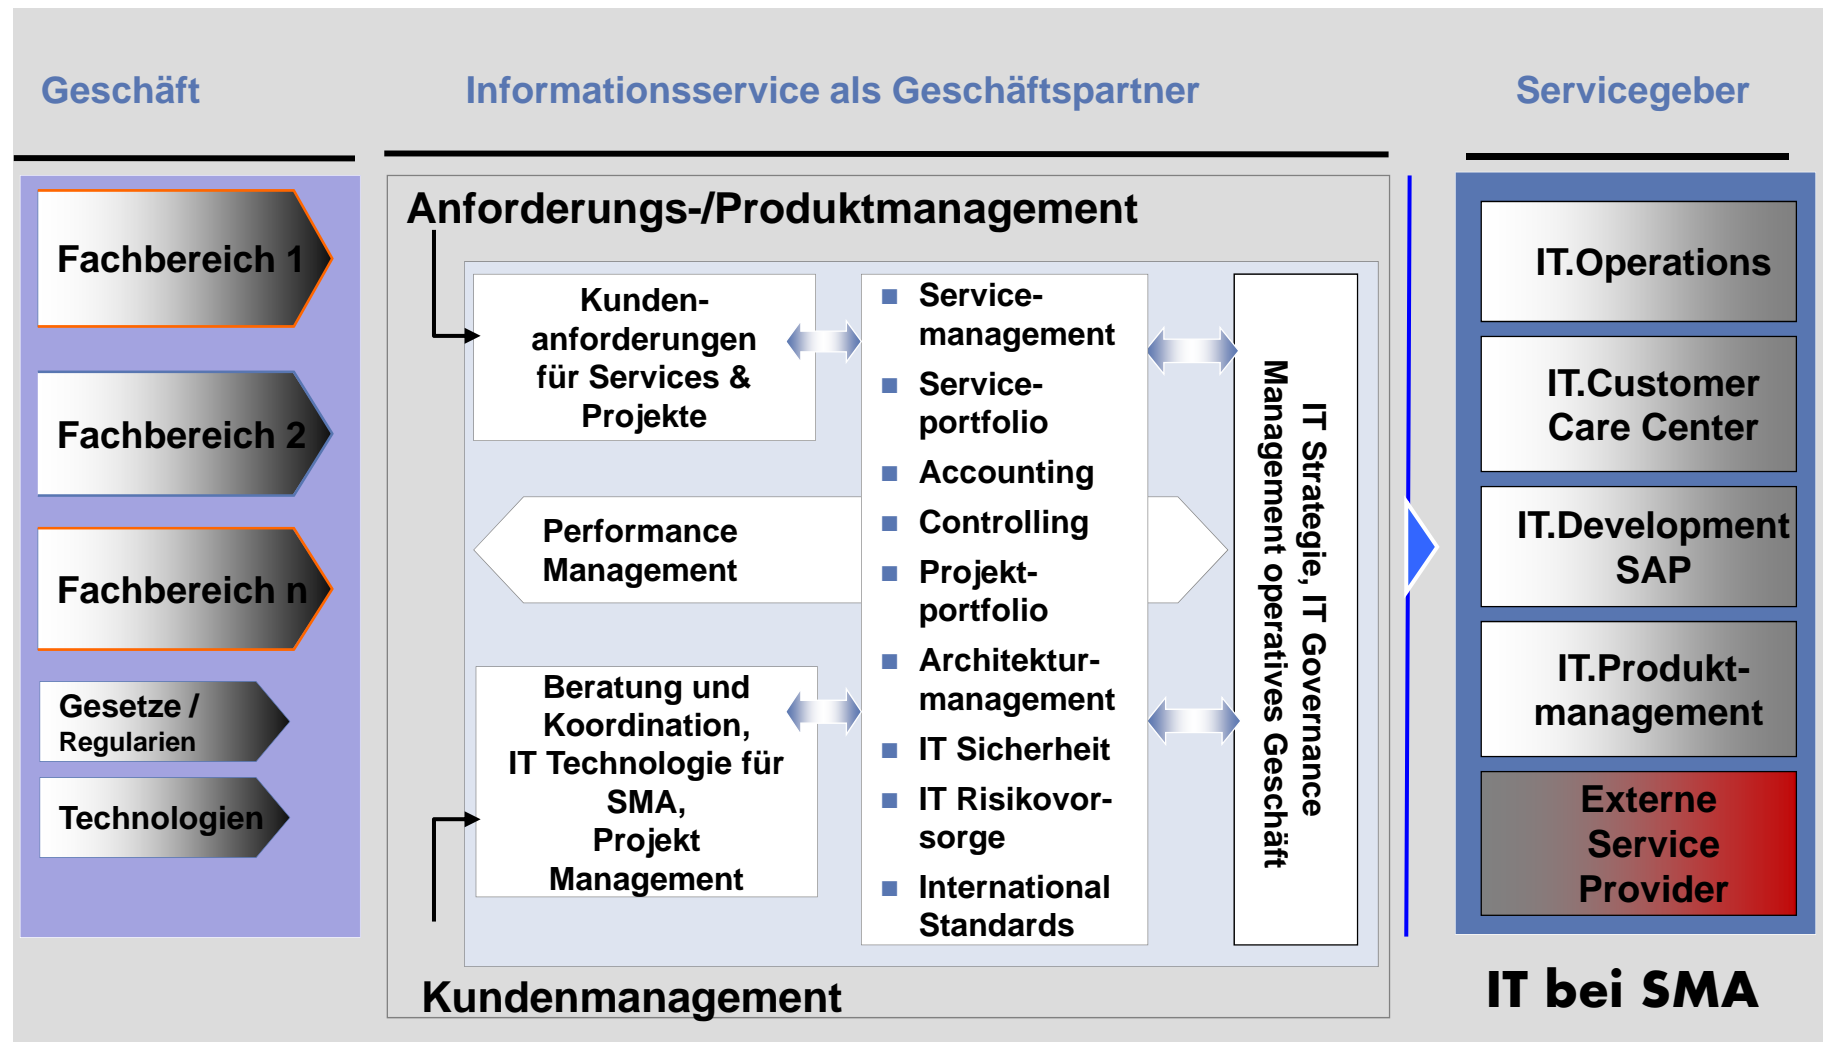 Geschäft
Informationsservice als Geschäftspartner
Servicegeber
Fachbereich 1
Fachbereich 2
Fachbereich n
Gesetze /
Regularien
Technologien
Anforderungs-/Produktmanagement
Kunden-
anforderungen
für Services &
Projekte
Performance
Management
Beratung und
Koordination,
IT Technologie für
SMA,
Projekt
Management
Service-
management
Service-
portfolio
Accounting
Controlling
Projekt-
portfolio
Architektur-
management
IT Sicherheit
IT Risikovor-
sorge
International
Standards
IT Strategie, IT Governance
Management operatives Geschäft
Kundenmanagement
IT.Operations
IT.Customer
Care Center
IT.Development
SAP
IT.Produkt-
management
Externe
Service
Provider
IT bei SMA